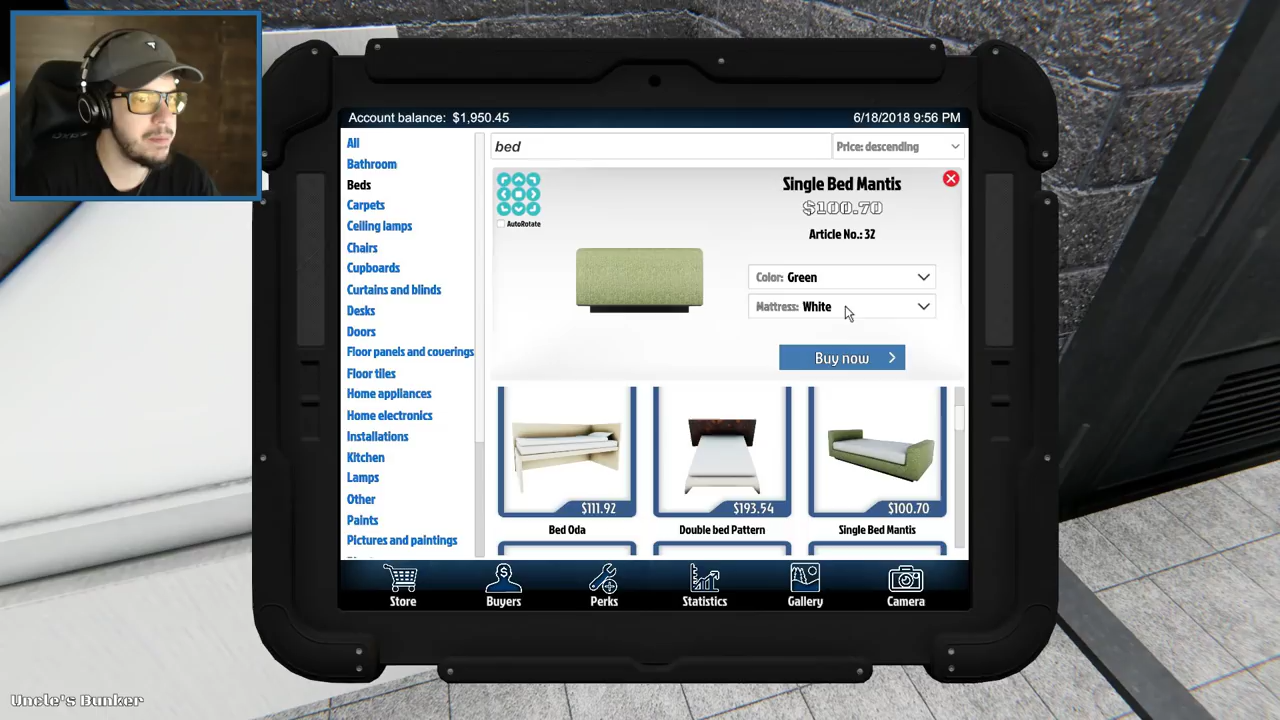 Account balance: $1,950.45
6/18/2018 9:56 PM
All
Bathroom
Beds
Carpets
Ceiling lamps
Chairs
Cupboards
Curtains and blinds
Desks
Doors
Floor panels and coverings
Floor tiles
Home appliances
Home electronics
Installations
Kitchen
Lamps
Other
Paints
Pictures and paintings
bed
Price: descending
AutoRotate
Single Bed Mantis
$100.70
Article No.: 32
Color: Green
Mattress: White
Buy now
$111.92
$193.54
$100.70
Bed Oda
Double bed Pattern
Single Bed Mantis
Store
Buyers
Perks
Statistics
Gallery
Camera
Uncle's Bunker